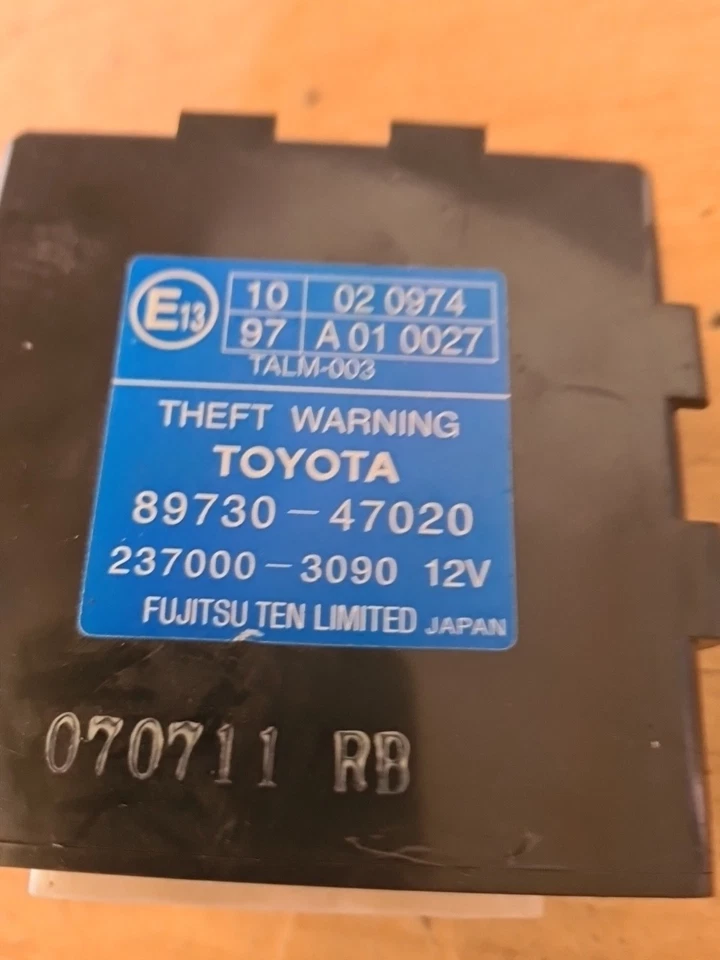 E13
10 02 0974
97 A 01 0027
TALM-003
THEFT WARNING
TOYOTA
89730-47020
237000-3090 12V
FUJITSU TEN LIMITED JAPAN
070711 RB